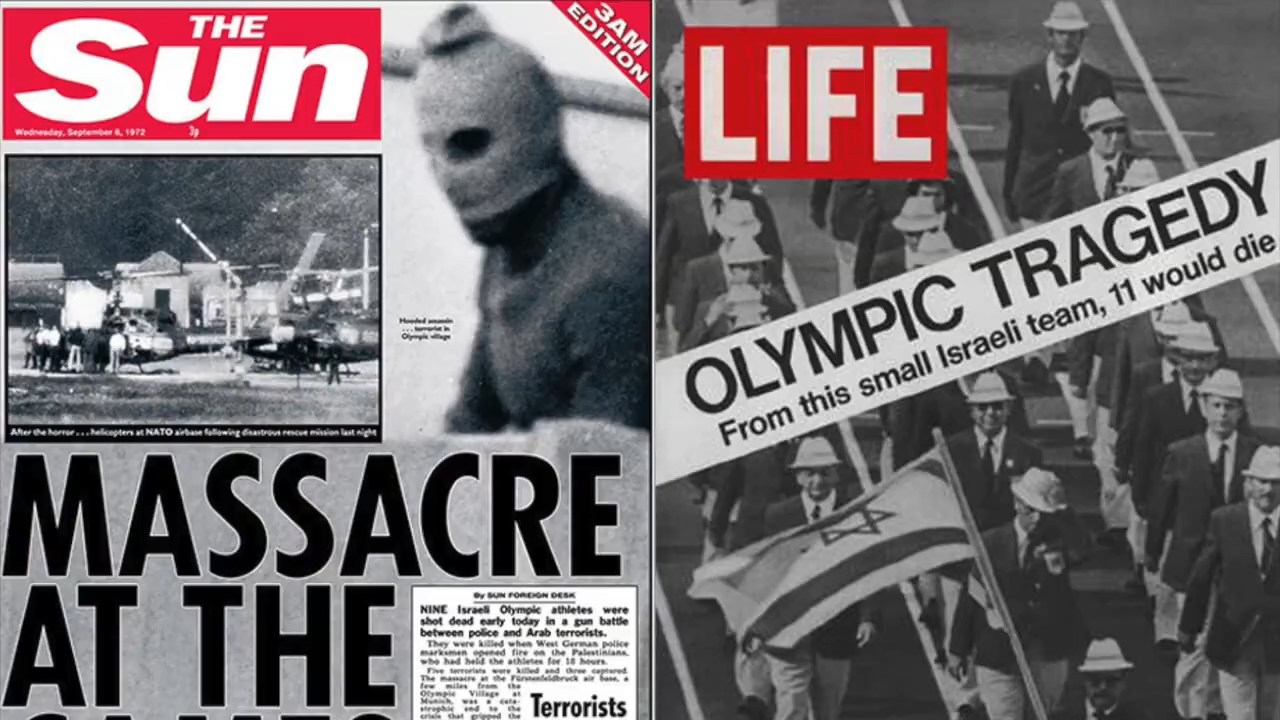 THE
Sun
Wednesday, September 6, 1972 3p
3AM
EDITION
Hooded assassin
... terrorist in
Olympic village
After the horror . . . helicopters at NATO airbase following disastrous rescue mission last night
MASSACRE
AT THE
GAMES
By SUN FOREIGN DESK
NINE Israeli Olympic athletes were
shot dead early today in a gun battle
between police and Arab terrorists.
They were killed when West German police
marksmen opened fire on the Palestinians,
who had held the athletes for 18 hours.
Five terrorists were killed and three captured.
The massacre at the Fürstenfeldbruck air base, a
few miles from the
Olympic Village at
Munich, was a cata-
strophic end to the
crisis that gripped the
Terrorists
LIFE
OLYMPIC TRAGEDY
From this small Israeli team, 11 would die